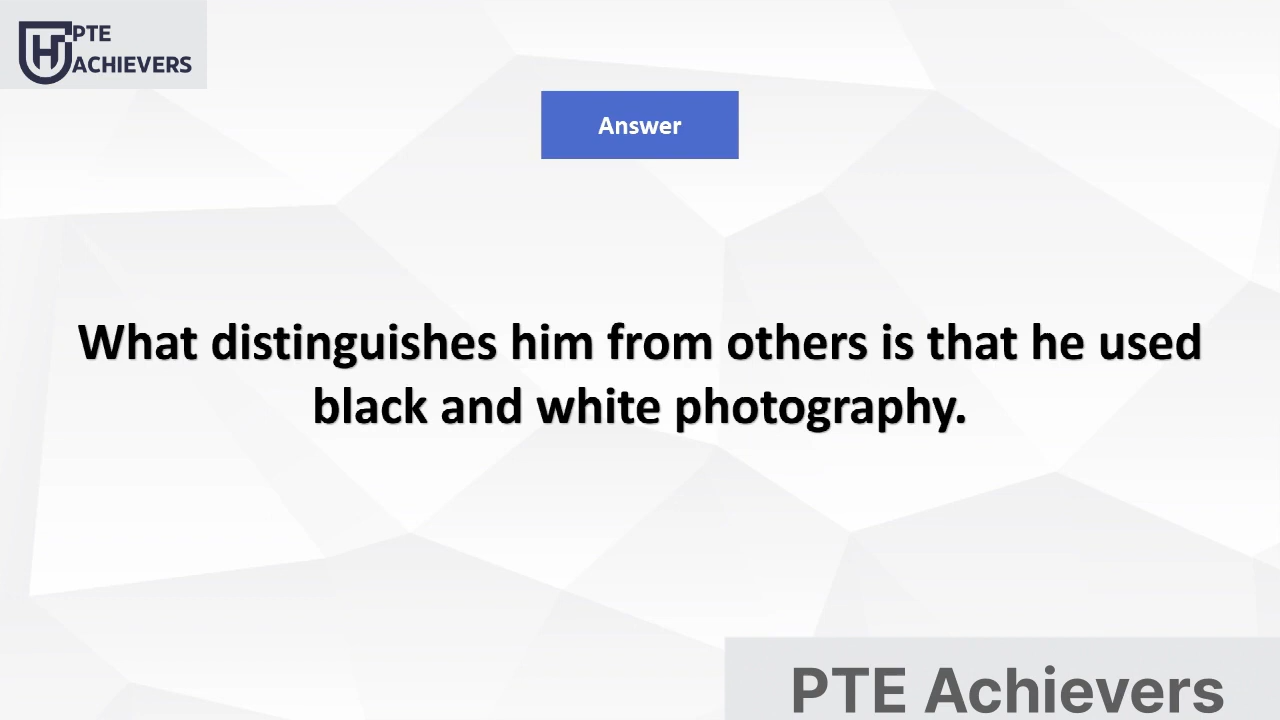 PTE
ACHIEVERS
Answer
What distinguishes him from others is that he used
black and white photography.
PTE Achievers